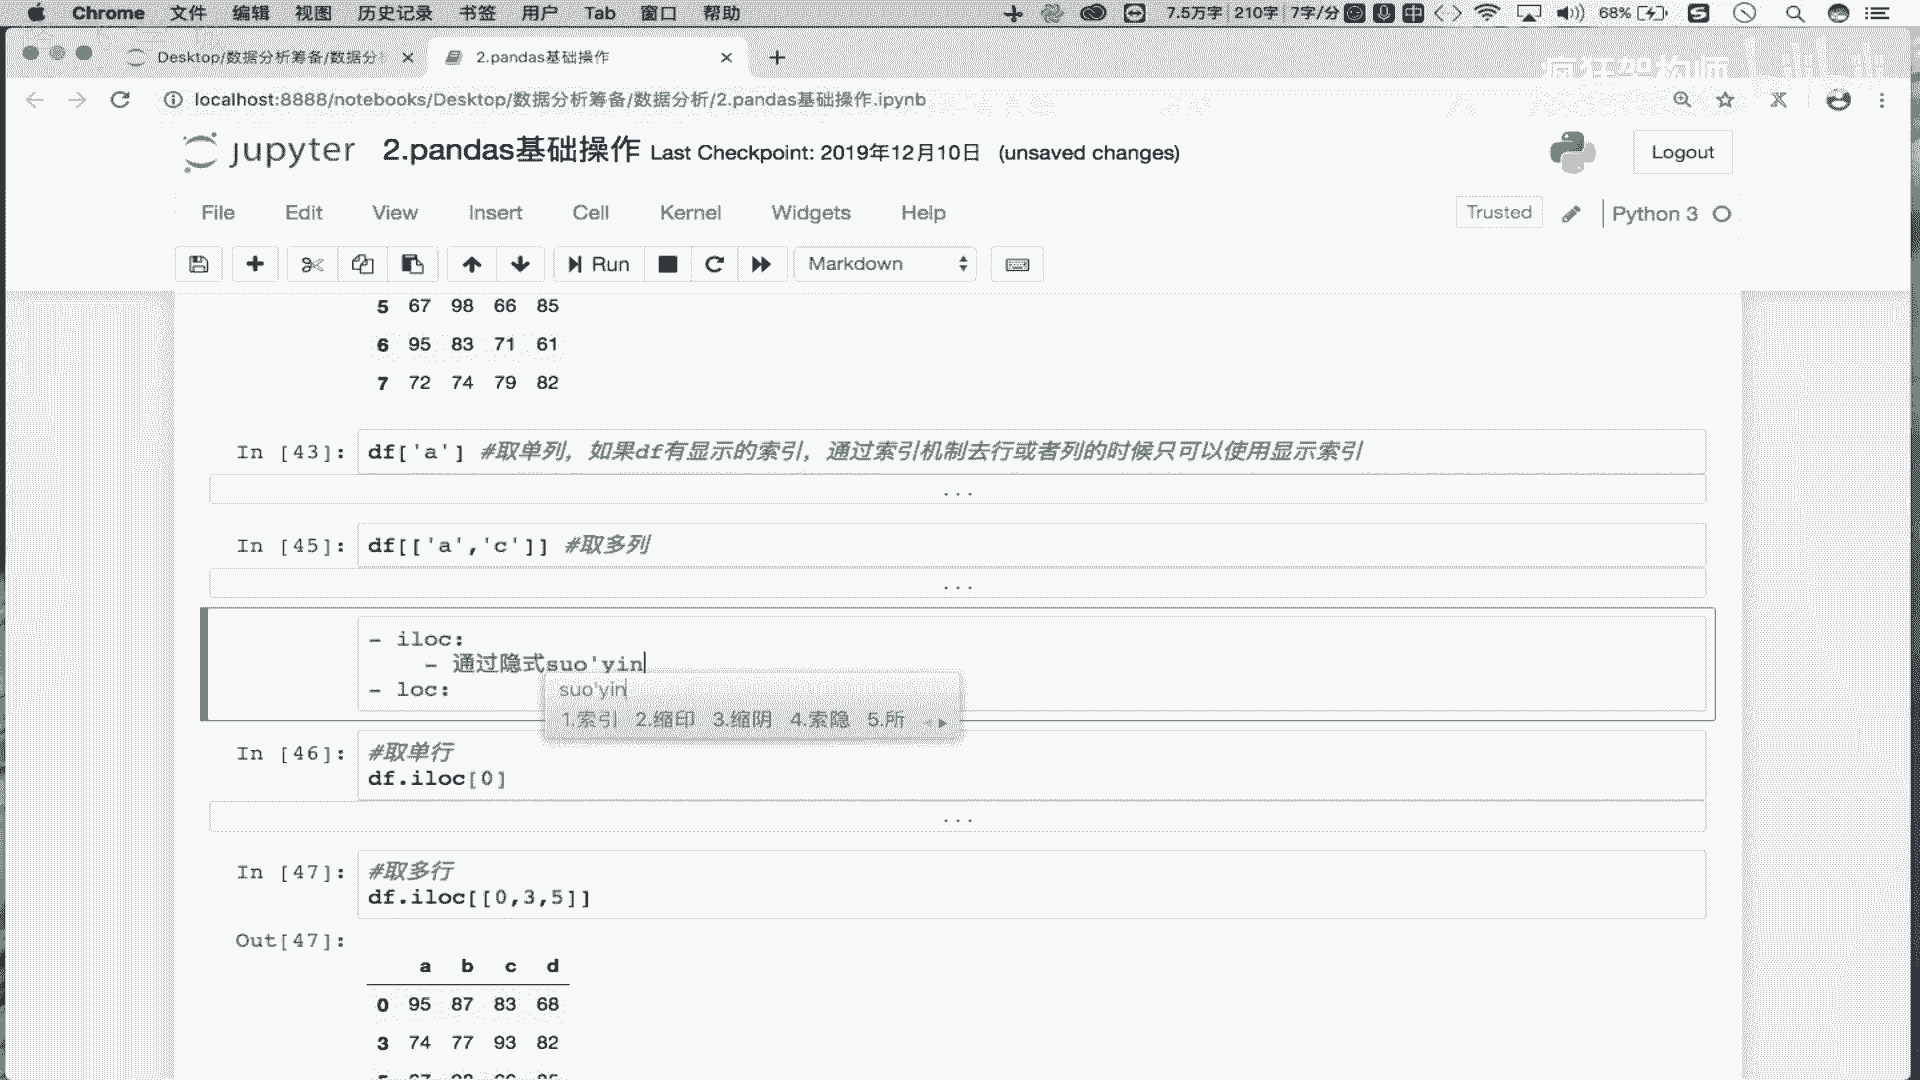 Chrome 文件 编辑 视图 历史记录 书签 用户 Tab 窗口 帮助 7.5万字 210字 7字/分 中 68%
Desktop/数据分析筹备/数据分析 2.pandas基础操作
疯狂架构师
localhost:8888/notebooks/Desktop/数据分析筹备/数据分析/2.pandas基础操作.ipynb
jupyter 2.pandas基础操作 Last Checkpoint: 2019年12月10日 (unsaved changes) Logout
File Edit View Insert Cell Kernel Widgets Help Trusted Python 3
Run Markdown
5 67 98 66 85
6 95 83 71 61
7 72 74 79 82
In [43]: df['a'] #取单列，如果df有显示的索引，通过索引机制去行或者列的时候只可以使用显示索引
...
In [45]: df[['a','c']] #取多列
...
- iloc:
- 通过隐式suo'yin
- loc:
suo'yin
1.索引 2.缩印 3.缩阴 4.索隐 5.所
In [46]: #取单行
df.iloc[0]
...
In [47]: #取多行
df.iloc[[0,3,5]]
Out[47]:
a b c d
0 95 87 83 68
3 74 77 93 82